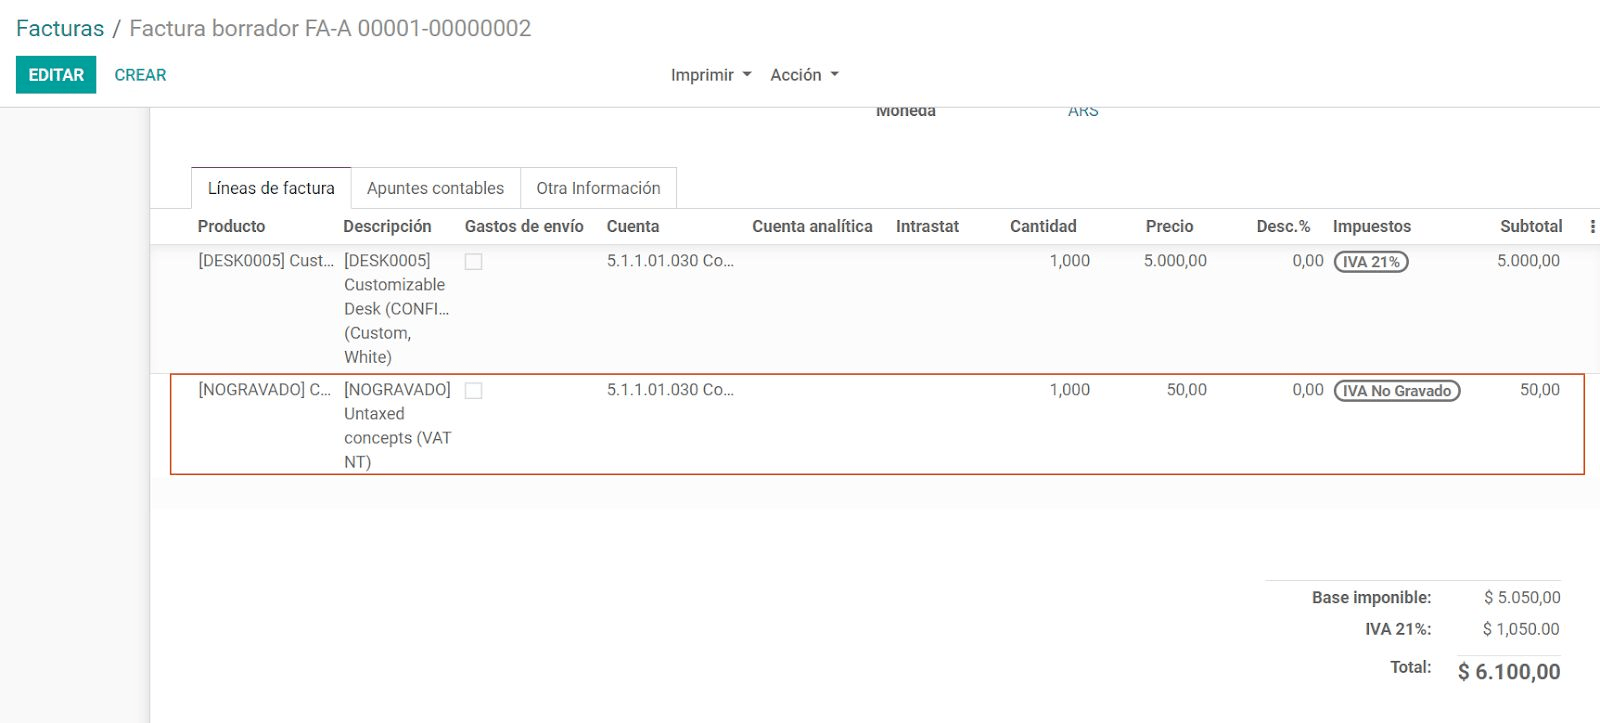 Facturas / Factura borrador FA-A 00001-00000002
EDITAR CREAR Imprimir Acción
Moneda ARS
Líneas de factura Apuntes contables Otra Información
Producto Descripción Gastos de envío Cuenta Cuenta analítica Intrastat Cantidad Precio Desc.% Impuestos Subtotal
[DESK0005] Cust... [DESK0005] 5.1.1.01.030 Co... 1,000 5.000,00 0,00 IVA 21% 5.000,00
Customizable
Desk (CONFI...
(Custom,
White)
[NOGRAVADO] C... [NOGRAVADO] 5.1.1.01.030 Co... 1,000 50,00 0,00 IVA No Gravado 50,00
Untaxed
concepts (VAT
NT)
Base imponible: $ 5.050,00
IVA 21%: $ 1,050.00
Total: $ 6.100,00